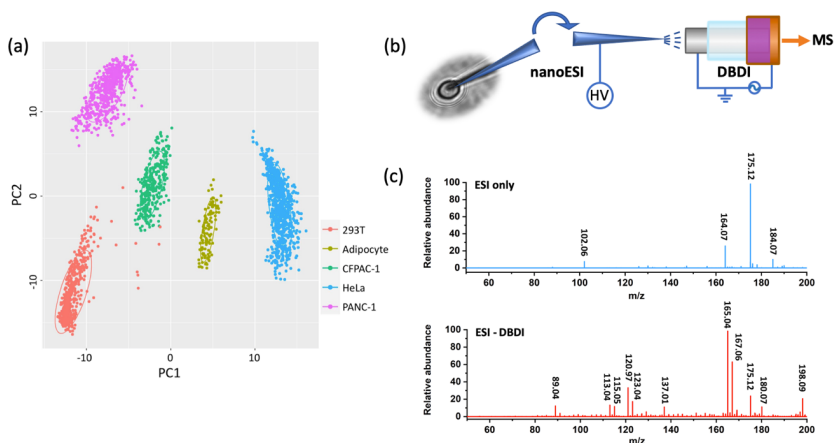 (a)
PC2
10
0
-10
-10
0
10
PC1
293T
Adipocyte
CFPAC-1
HeLa
PANC-1
(b)
nanoESI
HV
DBDI
MS
(c)
ESI only
Relative abundance
100
80
60
40
20
0
102.06
164.07
175.12
184.07
60
80
100
120
140
160
180
200
m/z
ESI - DBDI
Relative abundance
100
80
60
40
20
0
89.04
113.04
115.05
120.97
123.04
137.01
165.04
167.06
175.12
180.07
198.09
60
80
100
120
140
160
180
200
m/z